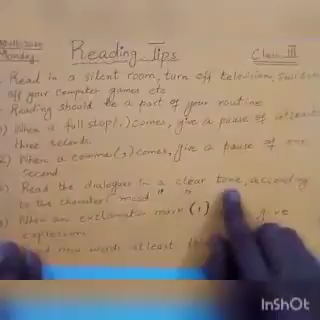 Monday
Reading Tips
Class III
Read in a silent room, turn off television,
off your computer games etc
Reading should be a part of your routine
When a full stop(.) comes, give a pause of atleast
three seconds.
2) When a comma(,) comes, give a pause of one
second
Read the dialogues in a clear tone, according
to the character mood
When an exclamation mark (!) give
expression
new words atleast
InShOt